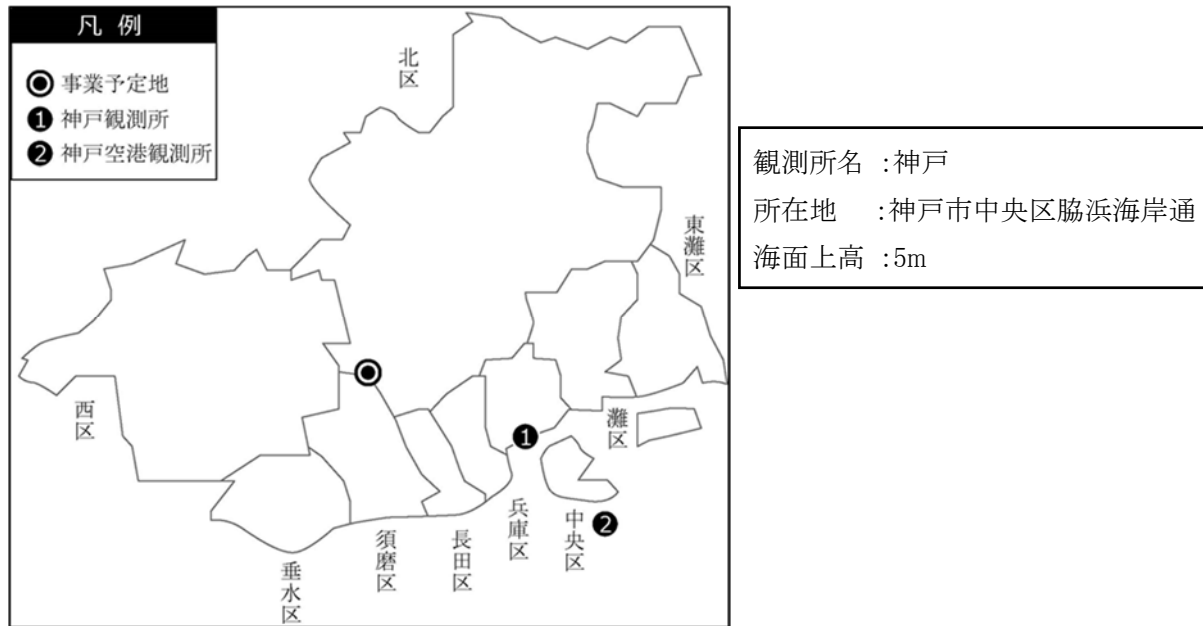 凡 例
事業予定地
❶ 神戸観測所
❷ 神戸空港観測所
北区
東灘区
西区
灘区
❶
❷
兵庫区
中央区
須磨区
長田区
垂水区
観測所名 :神戸
所在地 :神戸市中央区脇浜海岸通
海面上高 :5m